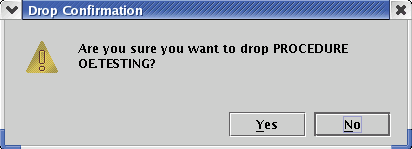 Drop Confirmation
Are you sure you want to drop PROCEDURE
OE.TESTING?
Yes
No